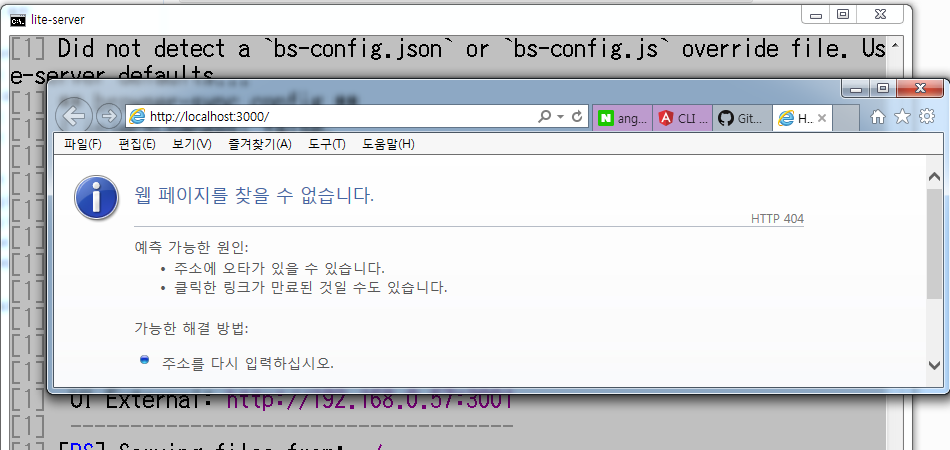 lite-server
[1] Did not detect a `bs-config.json` or `bs-config.js` override file. Us
e-server defaults...
[1]
http://localhost:3000/
ang...
CLI ...
Git...
H...
파일(F) 편집(E) 보기(V) 즐겨찾기(A) 도구(T) 도움말(H)
웹 페이지를 찾을 수 없습니다.
HTTP 404
예측 가능한 원인:
• 주소에 오타가 있을 수 있습니다.
• 클릭한 링크가 만료된 것일 수도 있습니다.
가능한 해결 방법:
주소를 다시 입력하십시오.
[1] UI External: http://192.168.0.57:3001
[1] -------------------------------------
[1] [BS] Serving files from: ./